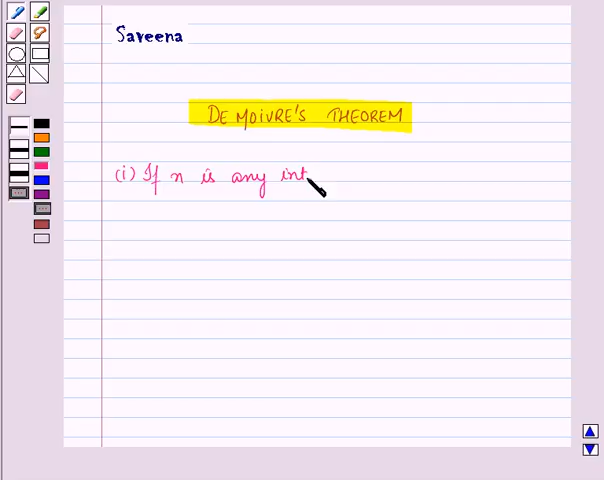 Saveena
DE MOIVRE'S THEOREM
(i) If n is any int